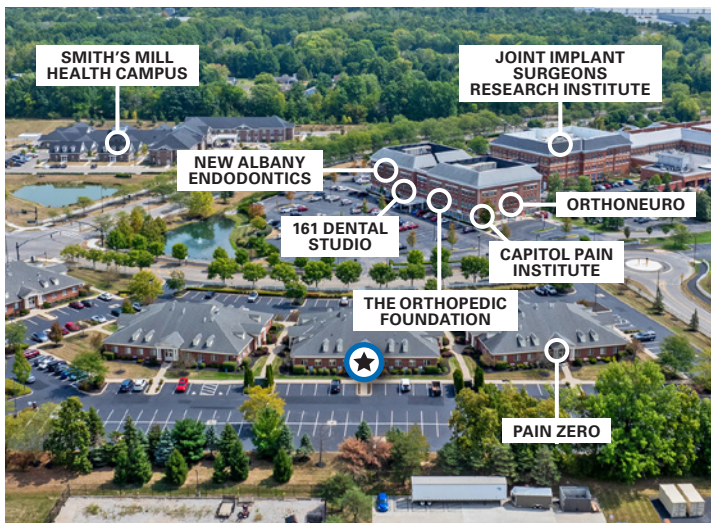 SMITH'S MILL
HEALTH CAMPUS
JOINT IMPLANT
SURGEONS
RESEARCH INSTITUTE
NEW ALBANY
ENDODONTICS
161 DENTAL
STUDIO
ORTHONEURO
CAPITOL PAIN
INSTITUTE
THE ORTHOPEDIC
FOUNDATION
PAIN ZERO